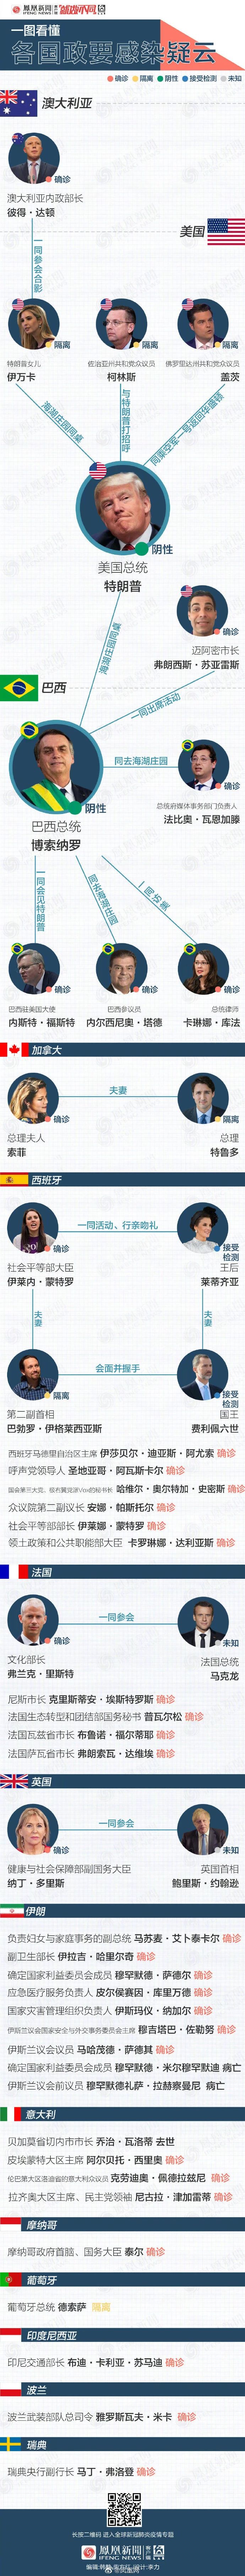 凤凰新闻
IFENG NEWS
一图看懂
各国政要感染疑云
确诊 隔离 阴性 接受检测 未知
澳大利亚
确诊
澳大利亚内政部长
彼得·达顿
一同参会合影
美国
隔离 隔离 隔离
特朗普女儿 佐治亚州共和党众议员 佛罗里达州共和党众议员
伊万卡 柯林斯 盖茨
海湖庄园同桌
与特朗普打招呼
同乘空军一号返回华盛顿
阴性
美国总统
特朗普
确诊
迈阿密市长
弗朗西斯·苏亚雷斯
海湖庄园同桌
一同出席活动
巴西
阴性
巴西总统
博索纳罗
同去海湖庄园
确诊
总统府媒体事务部门负责人
法比奥·瓦恩加滕
一同会见特朗普
同去海湖庄园
确诊 确诊 确诊
巴西驻美国大使 巴西参议员 总统律师
内斯特·福斯特 内尔西尼奥·塔德 卡琳娜·库法
加拿大
夫妻
确诊 隔离
总理夫人 总理
索菲 特鲁多
西班牙
一同活动、行亲吻礼
确诊 接受检测
社会平等部大臣 王后
伊莱内·蒙特罗 莱蒂齐亚
夫妻 夫妻
会面并握手
隔离 接受检测
第二副首相 国王
巴勃罗·伊格莱西亚斯 费利佩六世
西班牙马德里自治区主席 伊莎贝尔·迪亚斯·阿尤索 确诊
呼声党领导人 圣地亚哥·阿瓦斯卡尔 确诊
国会第三大党、极右翼党派Vox的秘书长 哈维尔·奥尔特加·史密斯 确诊
众议院第二副议长 安娜·帕斯托尔 确诊
社会平等部部长 伊莱娜·蒙特罗 确诊
领土政策和公共职能部大臣 卡罗琳娜·达利亚斯 确诊
法国
一同参会
确诊 未知
文化部长 法国总统
弗兰克·里斯特 马克龙
尼斯市长 克里斯蒂安·埃斯特罗斯 确诊
法国生态转型和团结部国务秘书 普瓦尔松 确诊
法国瓦兹省市长 布鲁诺·福尔蒂耶 确诊
法国萨瓦省市长 弗朗索瓦·达维埃 确诊
英国
一同参会
确诊 未知
健康与社会保障部副国务大臣 英国首相
纳丁·多里斯 鲍里斯·约翰逊
伊朗
负责妇女与家庭事务的副总统 马苏麦·艾卜泰卡尔 确诊
副卫生部长 伊拉吉·哈里尔奇 确诊
确定国家利益委员会成员 穆罕默德·萨德尔 确诊
应急医疗服务负责人 皮尔侯赛因·库里万德 确诊
国家灾害管理组织负责人 伊斯玛仪·纳加尔 确诊
伊斯兰议会国家安全与外交事务委员会主席 穆吉塔巴·佐勒努 确诊
伊斯兰议会议员 马哈茂德·萨德其 确诊
确定国家利益委员会成员 穆罕默德·米尔穆罕默迪 病亡
伊斯兰议会前议员 穆罕默德礼萨·拉赫察曼尼 病亡
意大利
贝加莫省切内市市长 乔治·瓦洛蒂 去世
皮埃蒙特大区主席 阿尔贝托·西里奥 确诊
伦巴第大区洛迪省的意大利众议员 克劳迪奥·佩德拉兹尼 确诊
拉齐奥大区主席、民主党领袖 尼古拉·津加雷蒂 确诊
摩纳哥
摩纳哥政府首脑、国务大臣 泰尔 确诊
葡萄牙
葡萄牙总统 德索萨 隔离
印度尼西亚
印尼交通部长 布迪·卡利亚·苏马迪 确诊
波兰
波兰武装部队总司令 雅罗斯瓦夫·米卡 确诊
瑞典
瑞典央行副行长 马丁·弗洛登 确诊
长按二维码 进入全球新冠肺炎疫情专题
凤凰新闻
IFENG NEWS